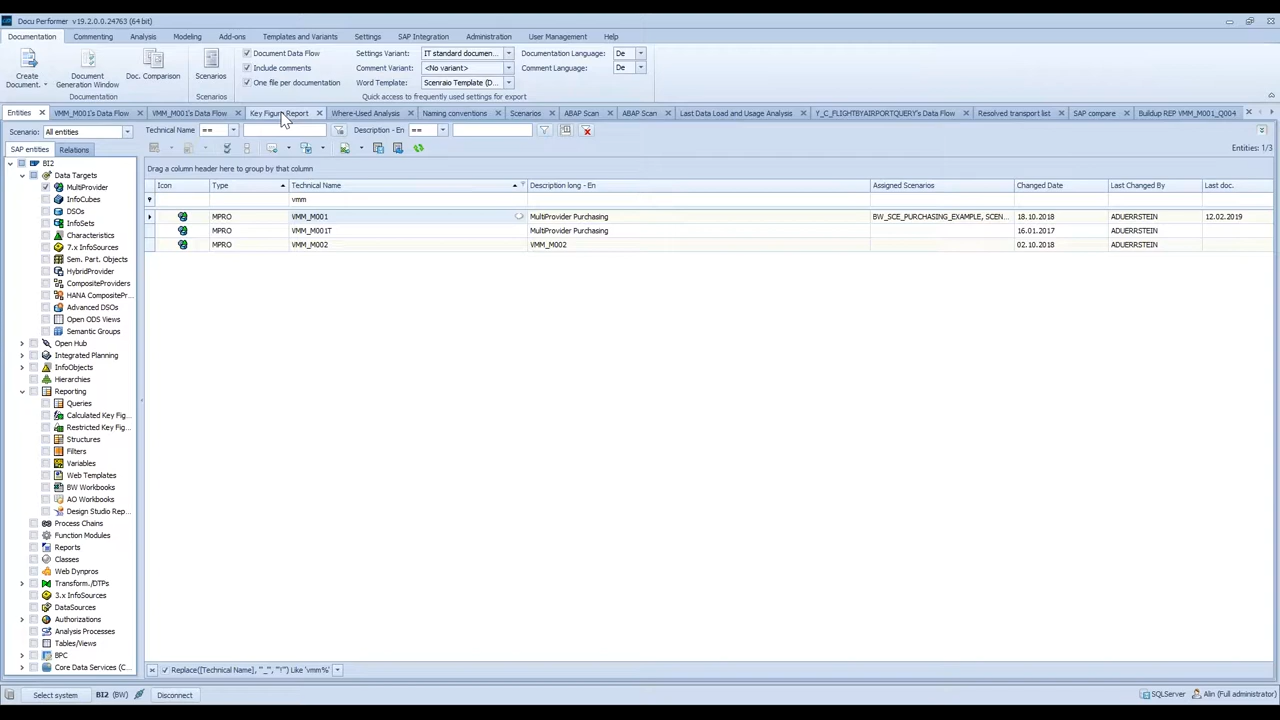 Docu Performer v19.2.0.0.24763 (64 bit)
Documentation Commenting Analysis Modeling Add-ons Templates and Variants Settings SAP Integration Administration User Management Help
Create Document. Document Generation Window Doc. Comparison Scenarios
Document Data Flow Settings Variant: IT standard documen... Documentation Language: De
Include comments Comment Variant: <No variant> Comment Language: De
One file per documentation Word Template: Scenraio Template (D...
Documentation Scenarios Quick access to frequently used settings for export
Entities VMM_M001's Data Flow VMM_M001's Data Flow Key Figure Report Where-Used Analysis Naming conventions Scenarios ABAP Scan ABAP Scan Last Data Load and Usage Analysis Y_C_FLIGHTBYAIRPORTQUERY's Data Flow Resolved transport list SAP compare Buildup REP VMM_M001_Q004
Scenario: All entities Technical Name == Description - En ==
SAP entities Relations Entities: 1/3
Drag a column header here to group by that column
Icon Type Technical Name Description long - En Assigned Scenarios Changed Date Last Changed By Last doc.
vmm
MPRO VMM_M001 MultiProvider Purchasing BW_SCE_PURCHASING_EXAMPLE, SCEN... 18.10.2018 ADUERRSTEIN 12.02.2019
MPRO VMM_M001T MultiProvider Purchasing 16.01.2017 ADUERRSTEIN
MPRO VMM_M002 VMM_M002 02.10.2018 ADUERRSTEIN
BI2
Data Targets
MultiProvider
InfoCubes
DSOs
InfoSets
Characteristics
7.x InfoSources
Sem. Part. Objects
HybridProvider
CompositeProviders
HANA CompositePr...
Advanced DSOs
Open ODS Views
Semantic Groups
Open Hub
Integrated Planning
InfoObjects
Hierarchies
Reporting
Queries
Calculated Key Fig...
Restricted Key Fig...
Structures
Filters
Variables
Web Templates
BW Workbooks
AO Workbooks
Design Studio Rep...
Process Chains
Function Modules
Reports
Classes
Web Dynpros
Transform./DTPs
3.x InfoSources
DataSources
Authorizations
Analysis Processes
Tables/Views
BPC
Core Data Services (C...
Select system BI2 (BW) Disconnect SQLServer Alin (Full administrator)